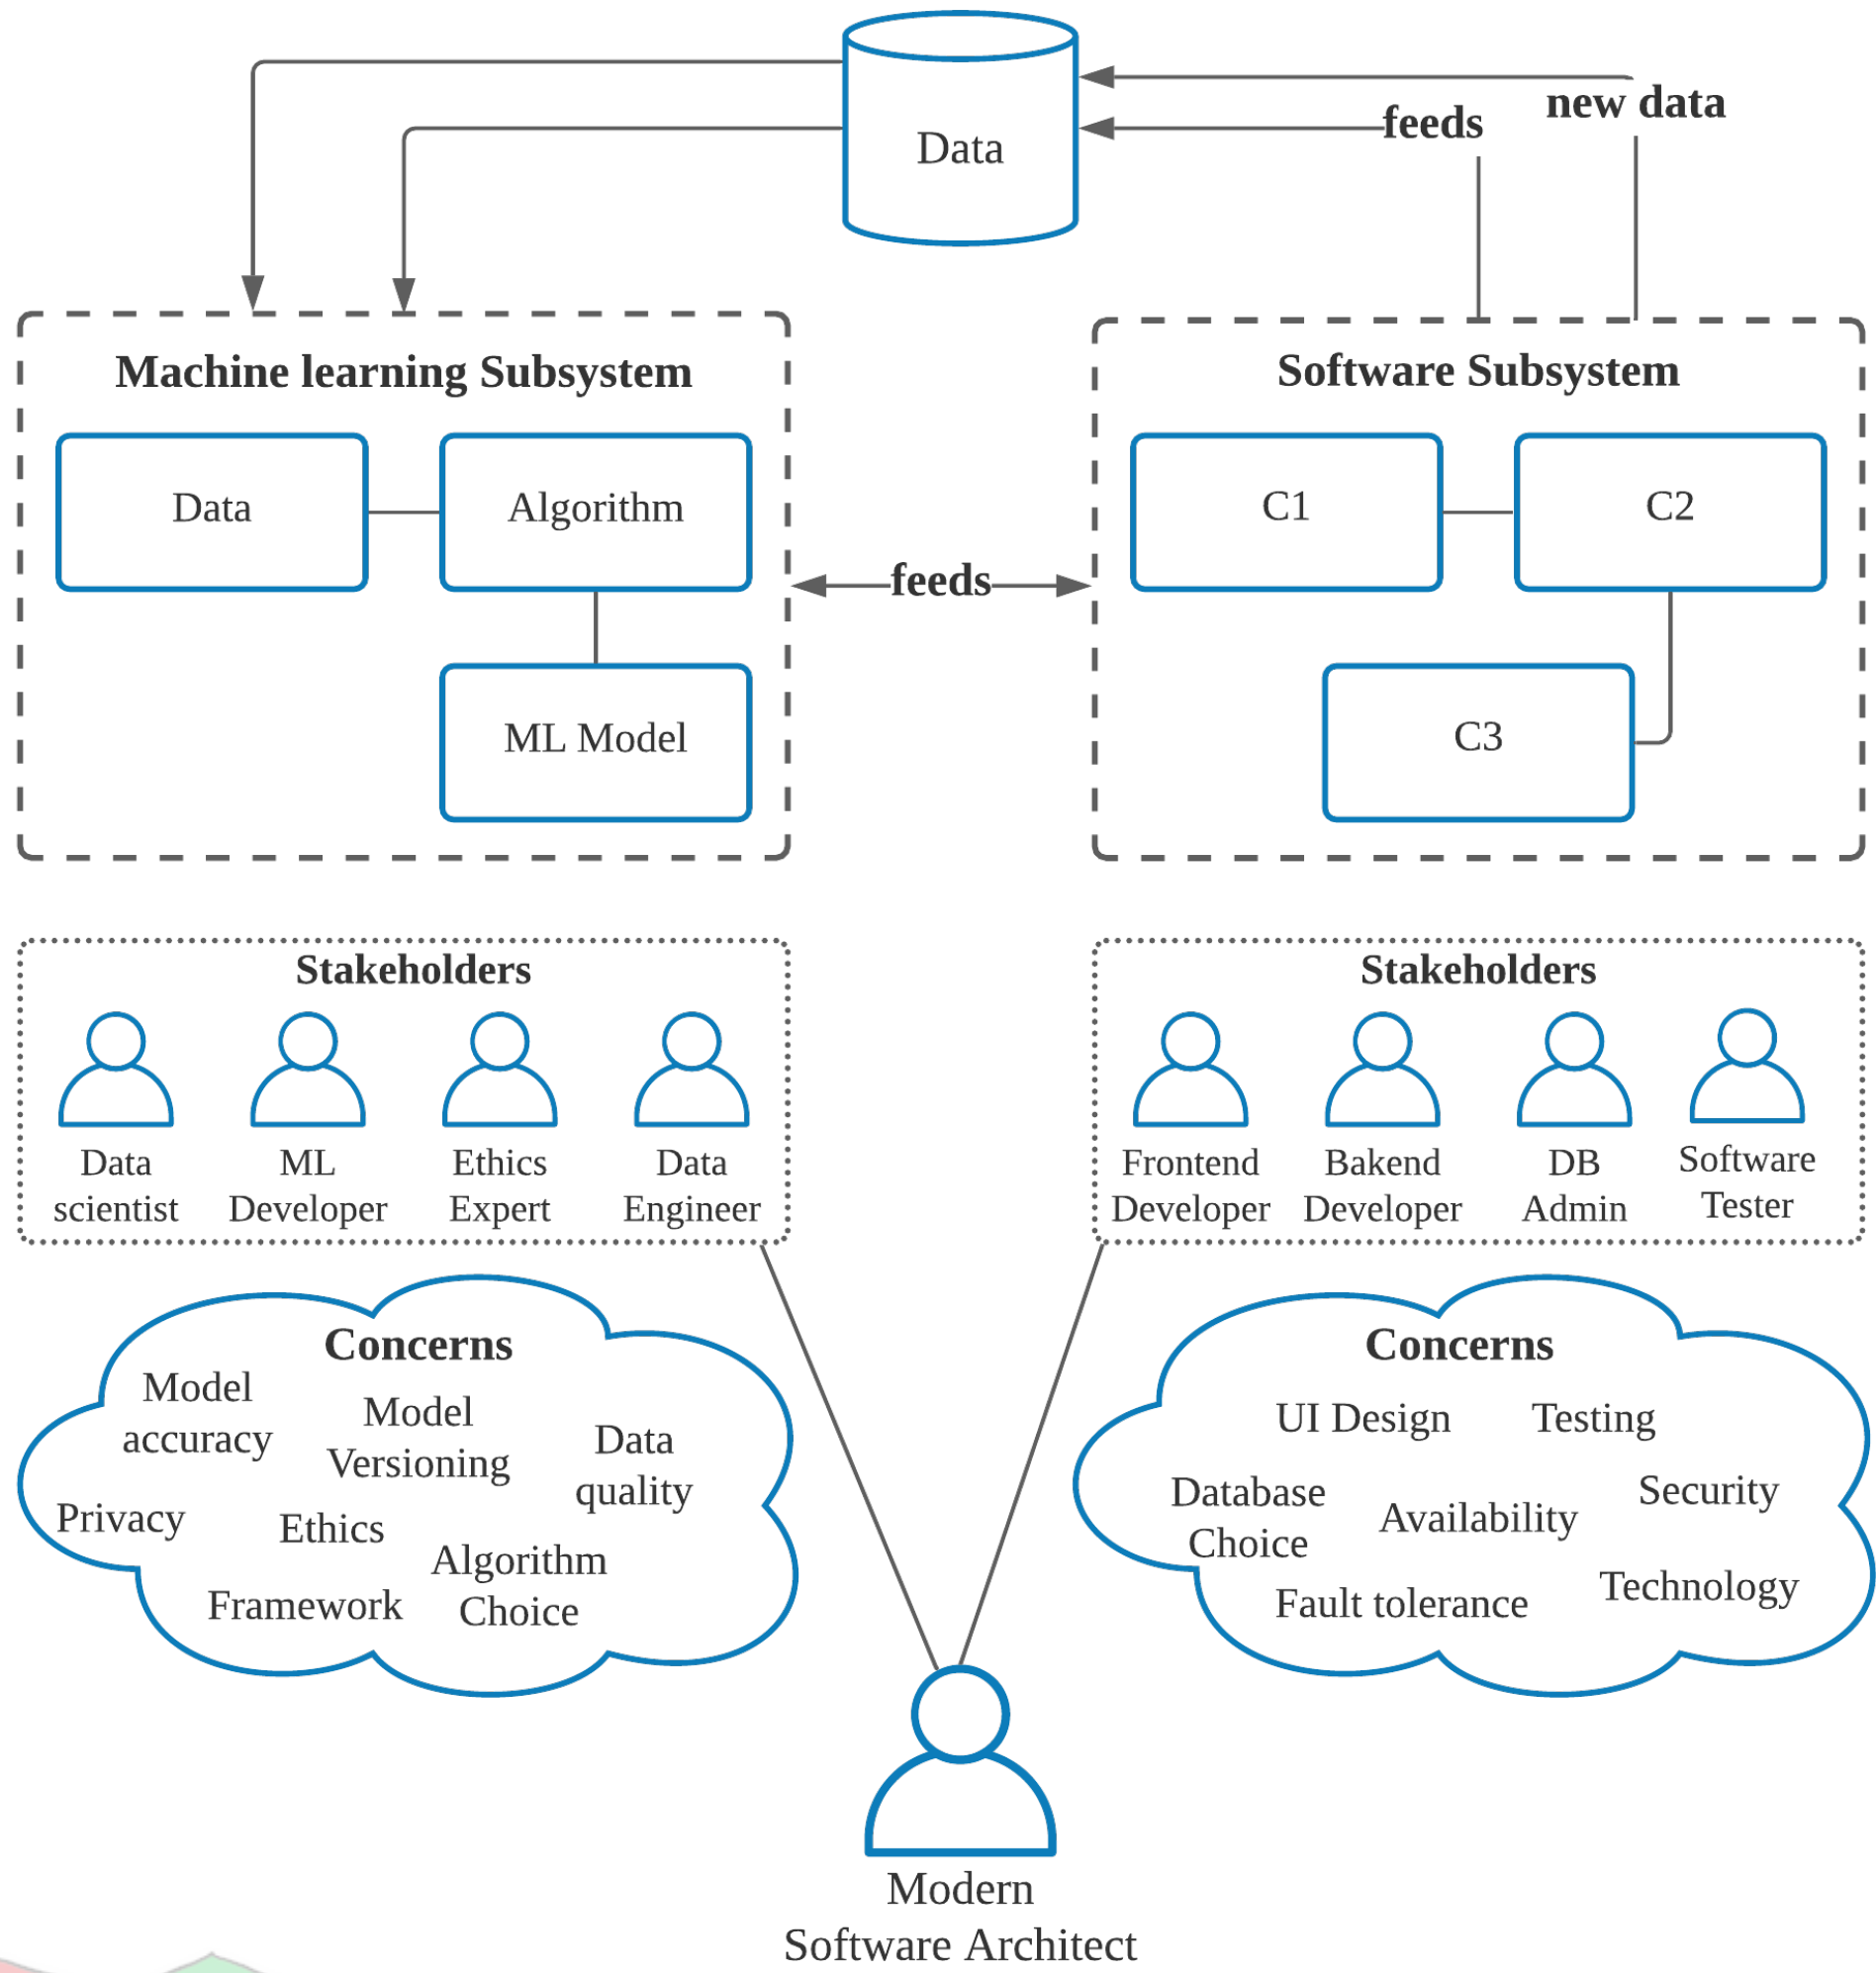 Data
new data
feeds
Machine learning Subsystem
Data
Algorithm
ML Model
feeds
Software Subsystem
C1
C2
C3
Stakeholders
Data
scientist
ML
Developer
Ethics
Expert
Data
Engineer
Stakeholders
Frontend
Developer
Bakend
Developer
DB
Admin
Software
Tester
Concerns
Model
accuracy
Model
Versioning
Data
quality
Privacy
Ethics
Algorithm
Choice
Framework
Concerns
UI Design
Testing
Database
Choice
Availability
Security
Fault tolerance
Technology
Modern
Software Architect